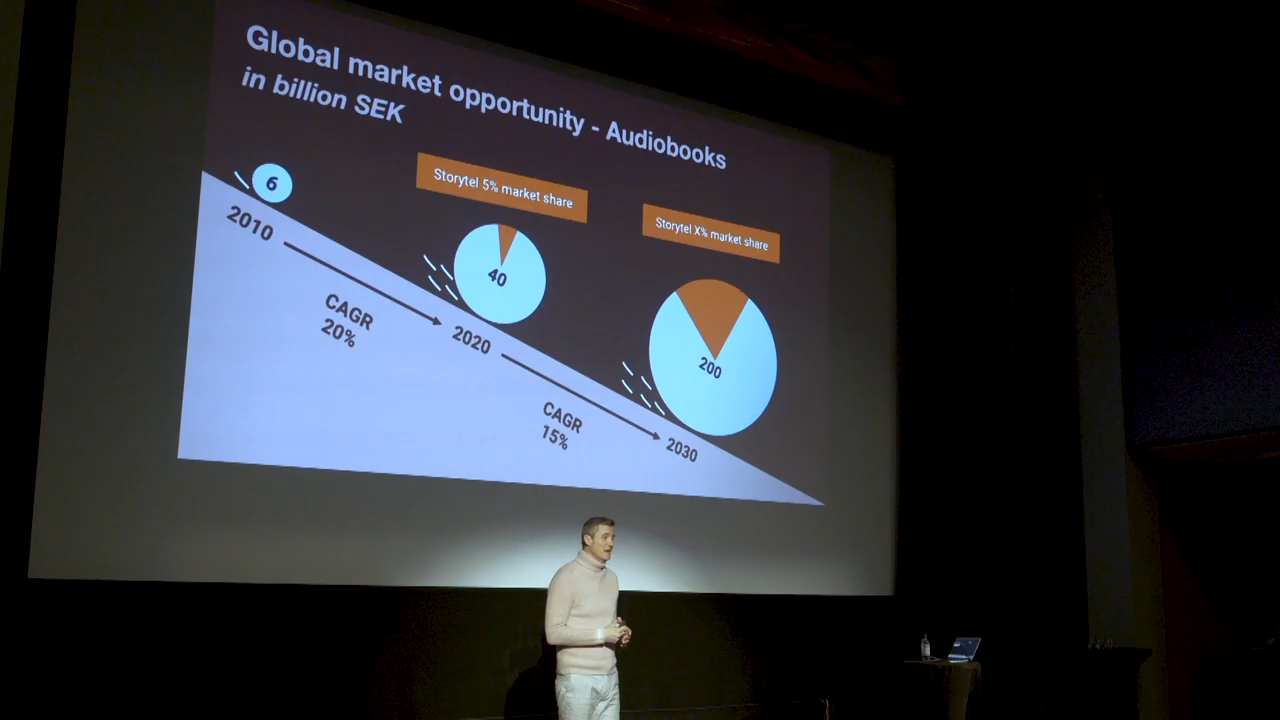 Global market opportunity - Audiobooks
in billion SEK
6
Storytel 5% market share
Storytel X% market share
2010
40
CAGR
20%
2020
200
CAGR
15%
2030